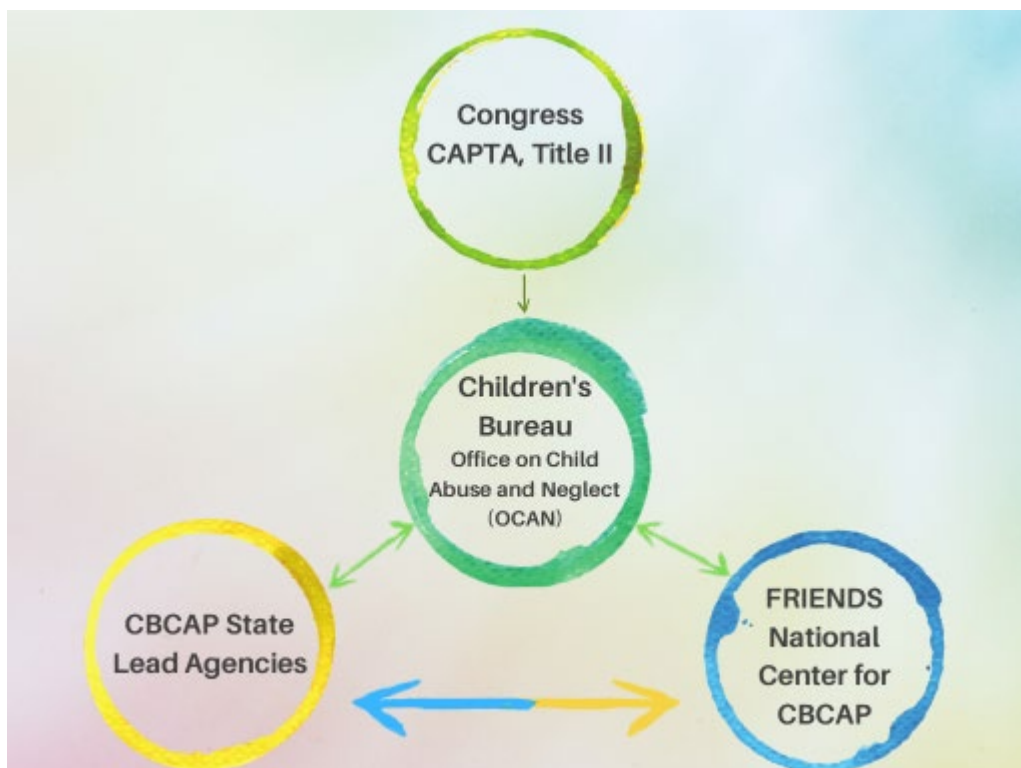 Congress
CAPTA, Title II
Children's
Bureau
Office on Child
Abuse and Neglect
(OCAN)
CBCAP State
Lead Agencies
FRIENDS
National
Center for
CBCAP